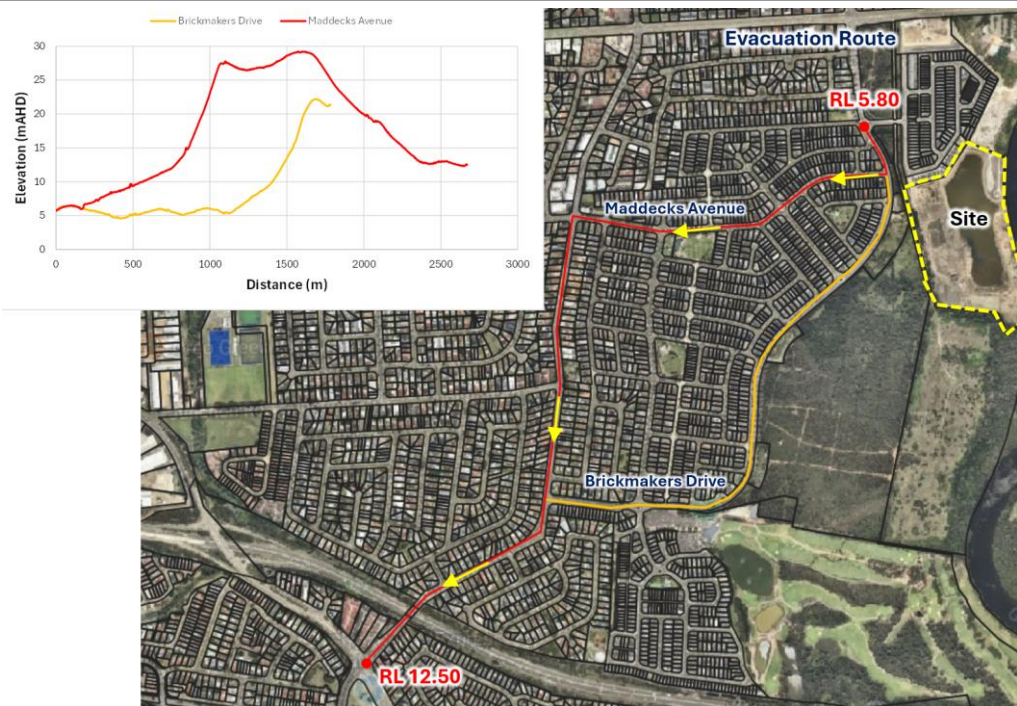 Brickmakers Drive
Maddecks Avenue
30
25
20
15
10
5
0
Elevation (mAHD)
0
500
1000
1500
2000
2500
3000
Distance (m)
Evacuation Route
RL 5.80
Maddecks Avenue
Site
Brickmakers Drive
RL 12.50